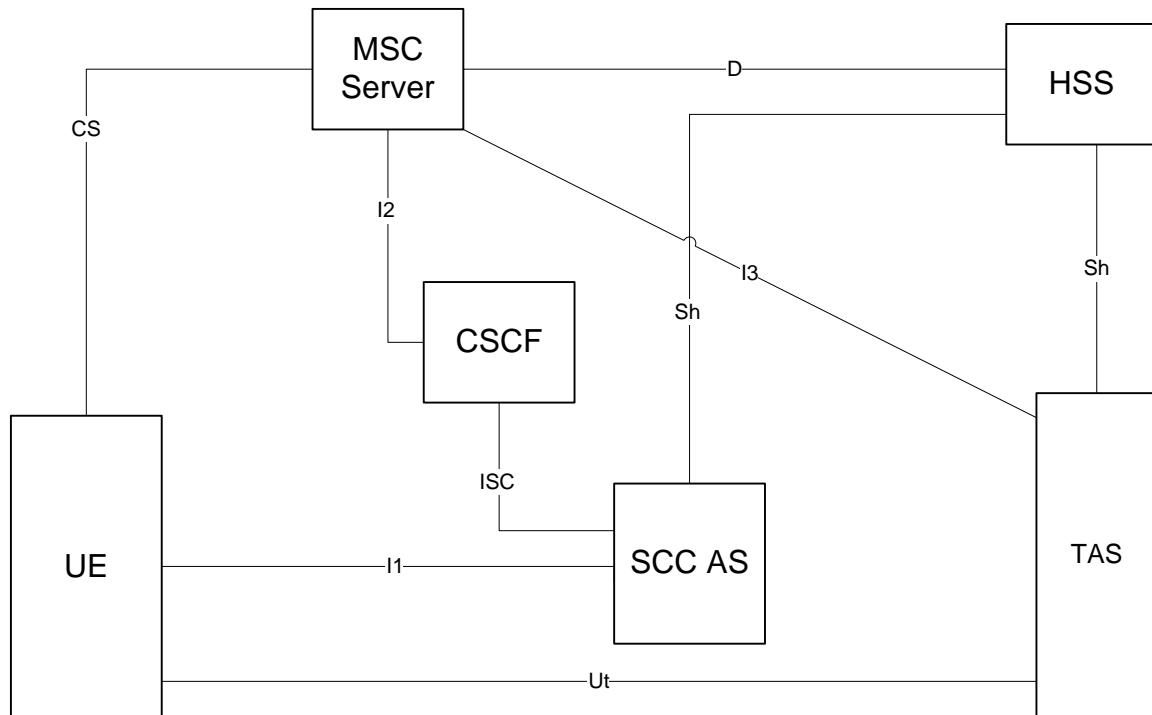 MSC
Server
D
HSS
CS
I2
I3
Sh
Sh
CSCF
ISC
UE
I1
SCC AS
TAS
Ut